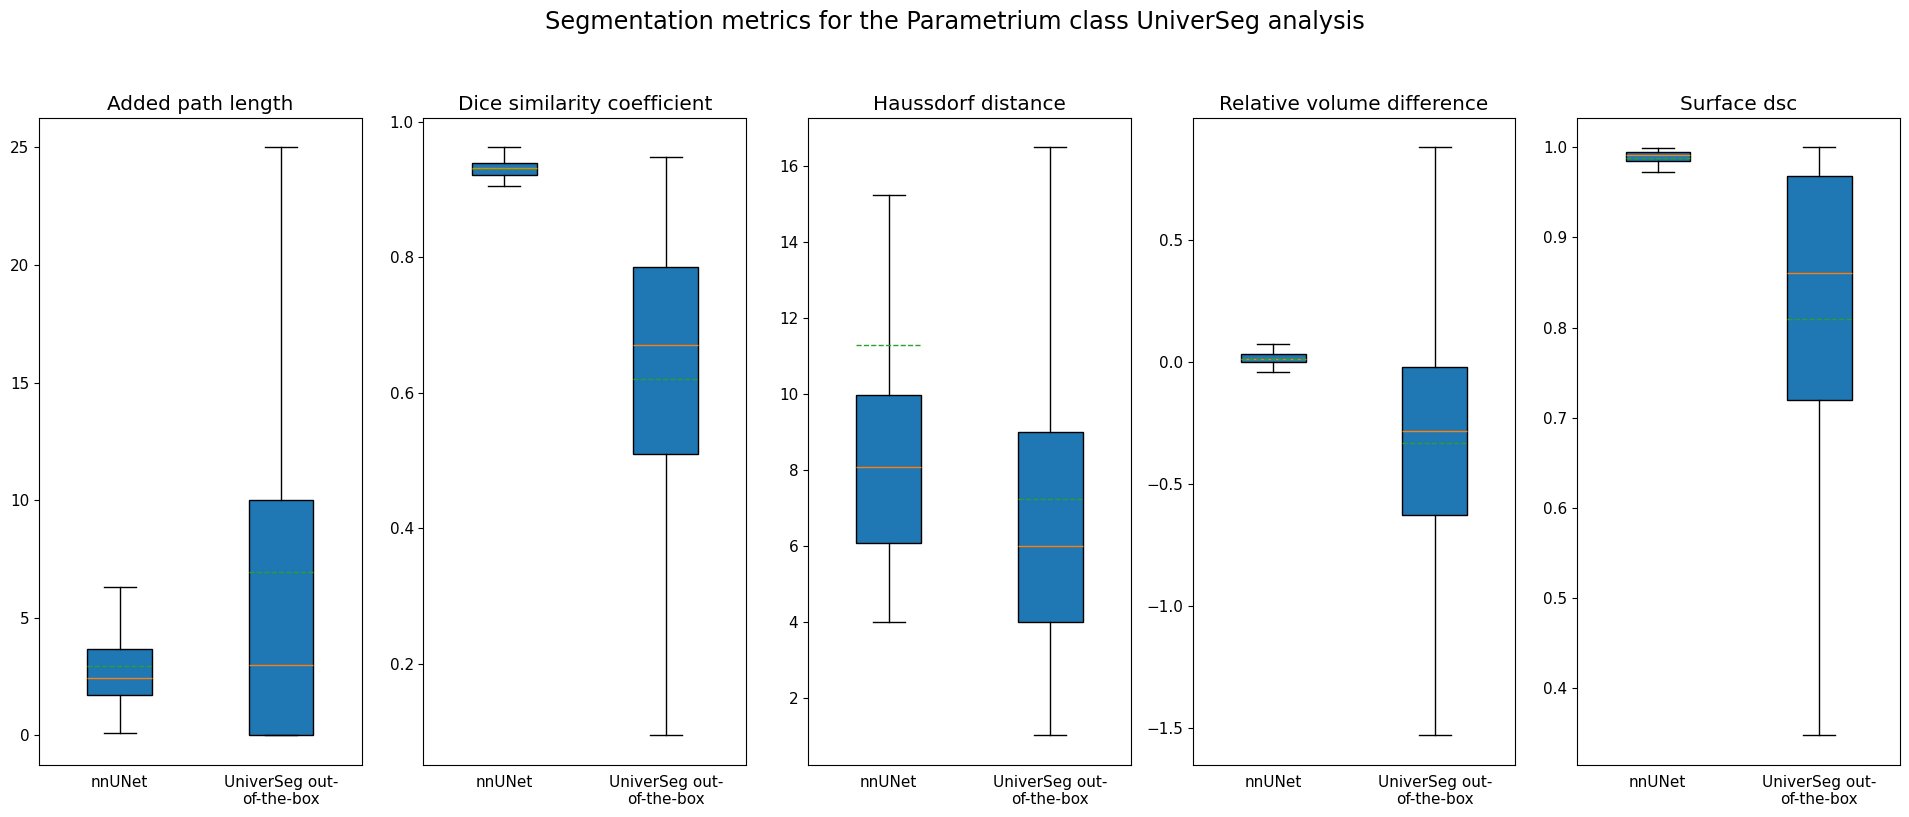 Segmentation metrics for the Parametrium class UniverSeg analysis
Added path length
25
20
15
10
5
0
nnUNet
UniverSeg out-
of-the-box
Dice similarity coefficient
1.0
0.8
0.6
0.4
0.2
nnUNet
UniverSeg out-
of-the-box
Haussdorf distance
16
14
12
10
8
6
4
2
nnUNet
UniverSeg out-
of-the-box
Relative volume difference
0.5
0.0
−0.5
−1.0
−1.5
nnUNet
UniverSeg out-
of-the-box
Surface dsc
1.0
0.9
0.8
0.7
0.6
0.5
0.4
nnUNet
UniverSeg out-
of-the-box